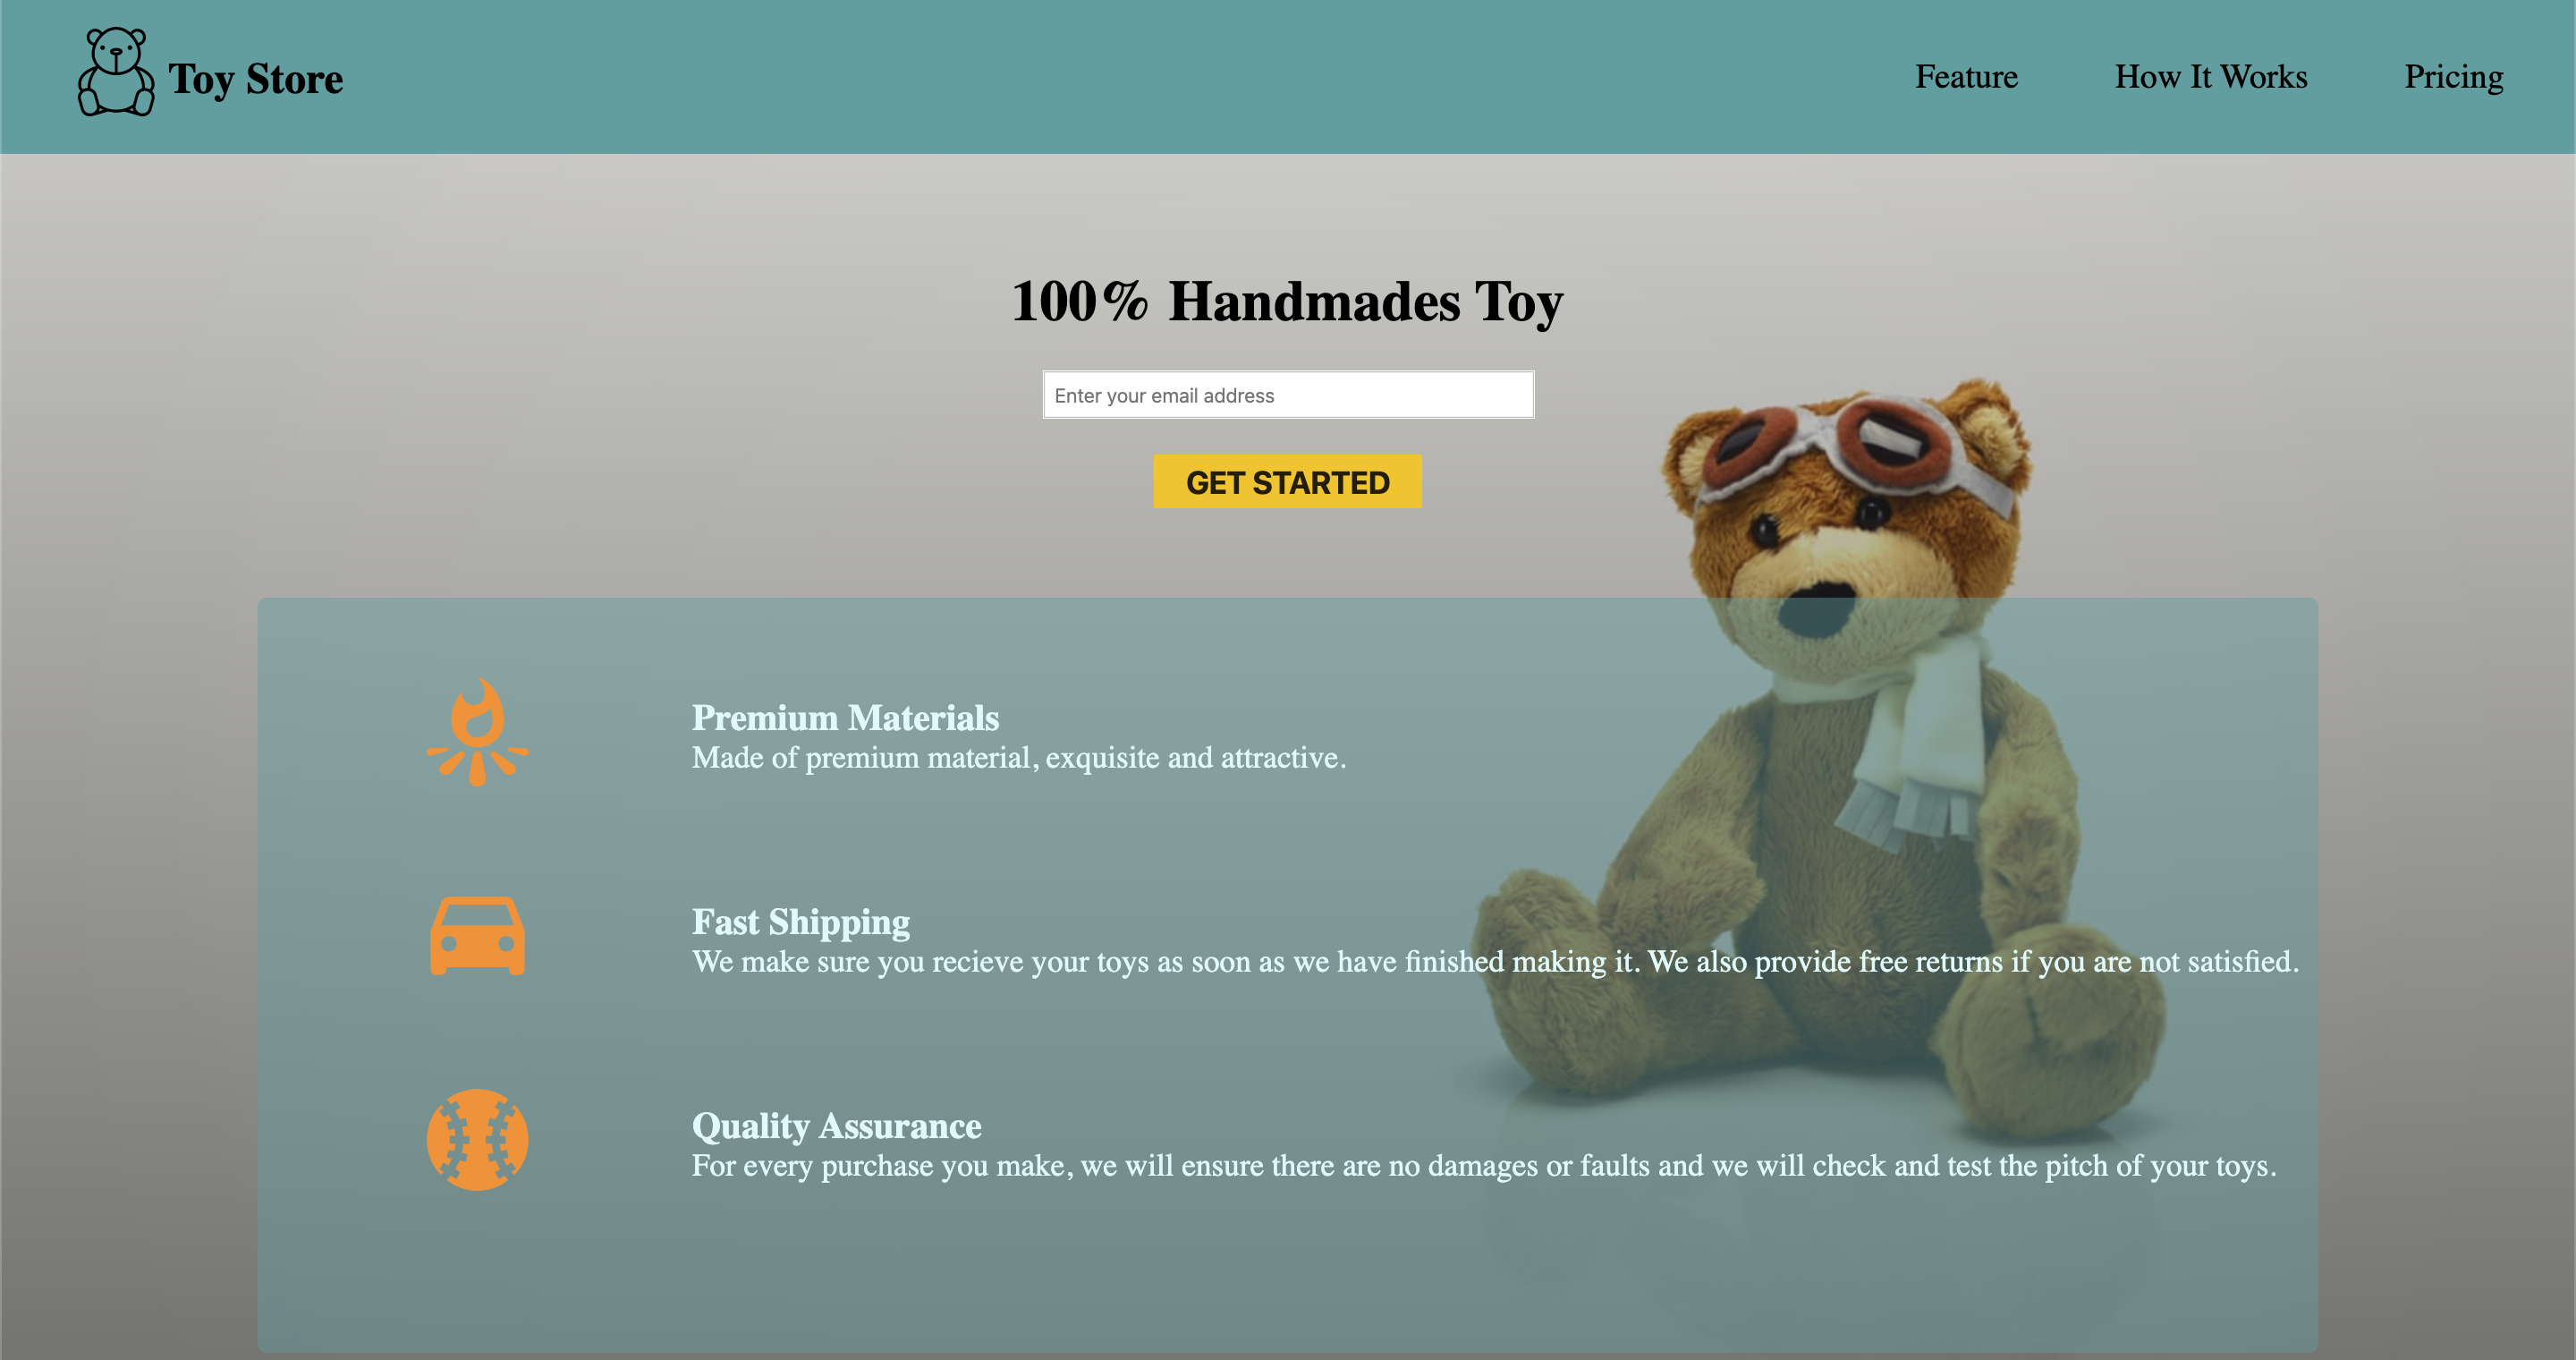 Toy Store
Feature
How It Works
Pricing
100% Handmades Toy
Enter your email address
GET STARTED
Premium Materials
Made of premium material, exquisite and attractive.
Fast Shipping
We make sure you recieve your toys as soon as we have finished making it. We also provide free returns if you are not satisfied.
Quality Assurance
For every purchase you make, we will ensure there are no damages or faults and we will check and test the pitch of your toys.